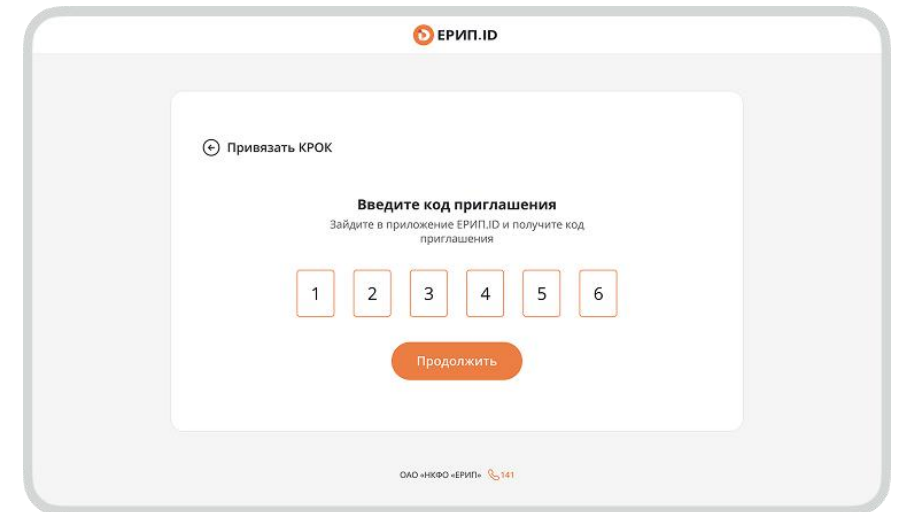 ЕРИП.ID
Привязать КРОК
Введите код приглашения
Зайдите в приложение ЕРИП.ID и получите код
приглашения
1 2 3 4 5 6
Продолжить
ОАО «НКФО «ЕРИП» 141